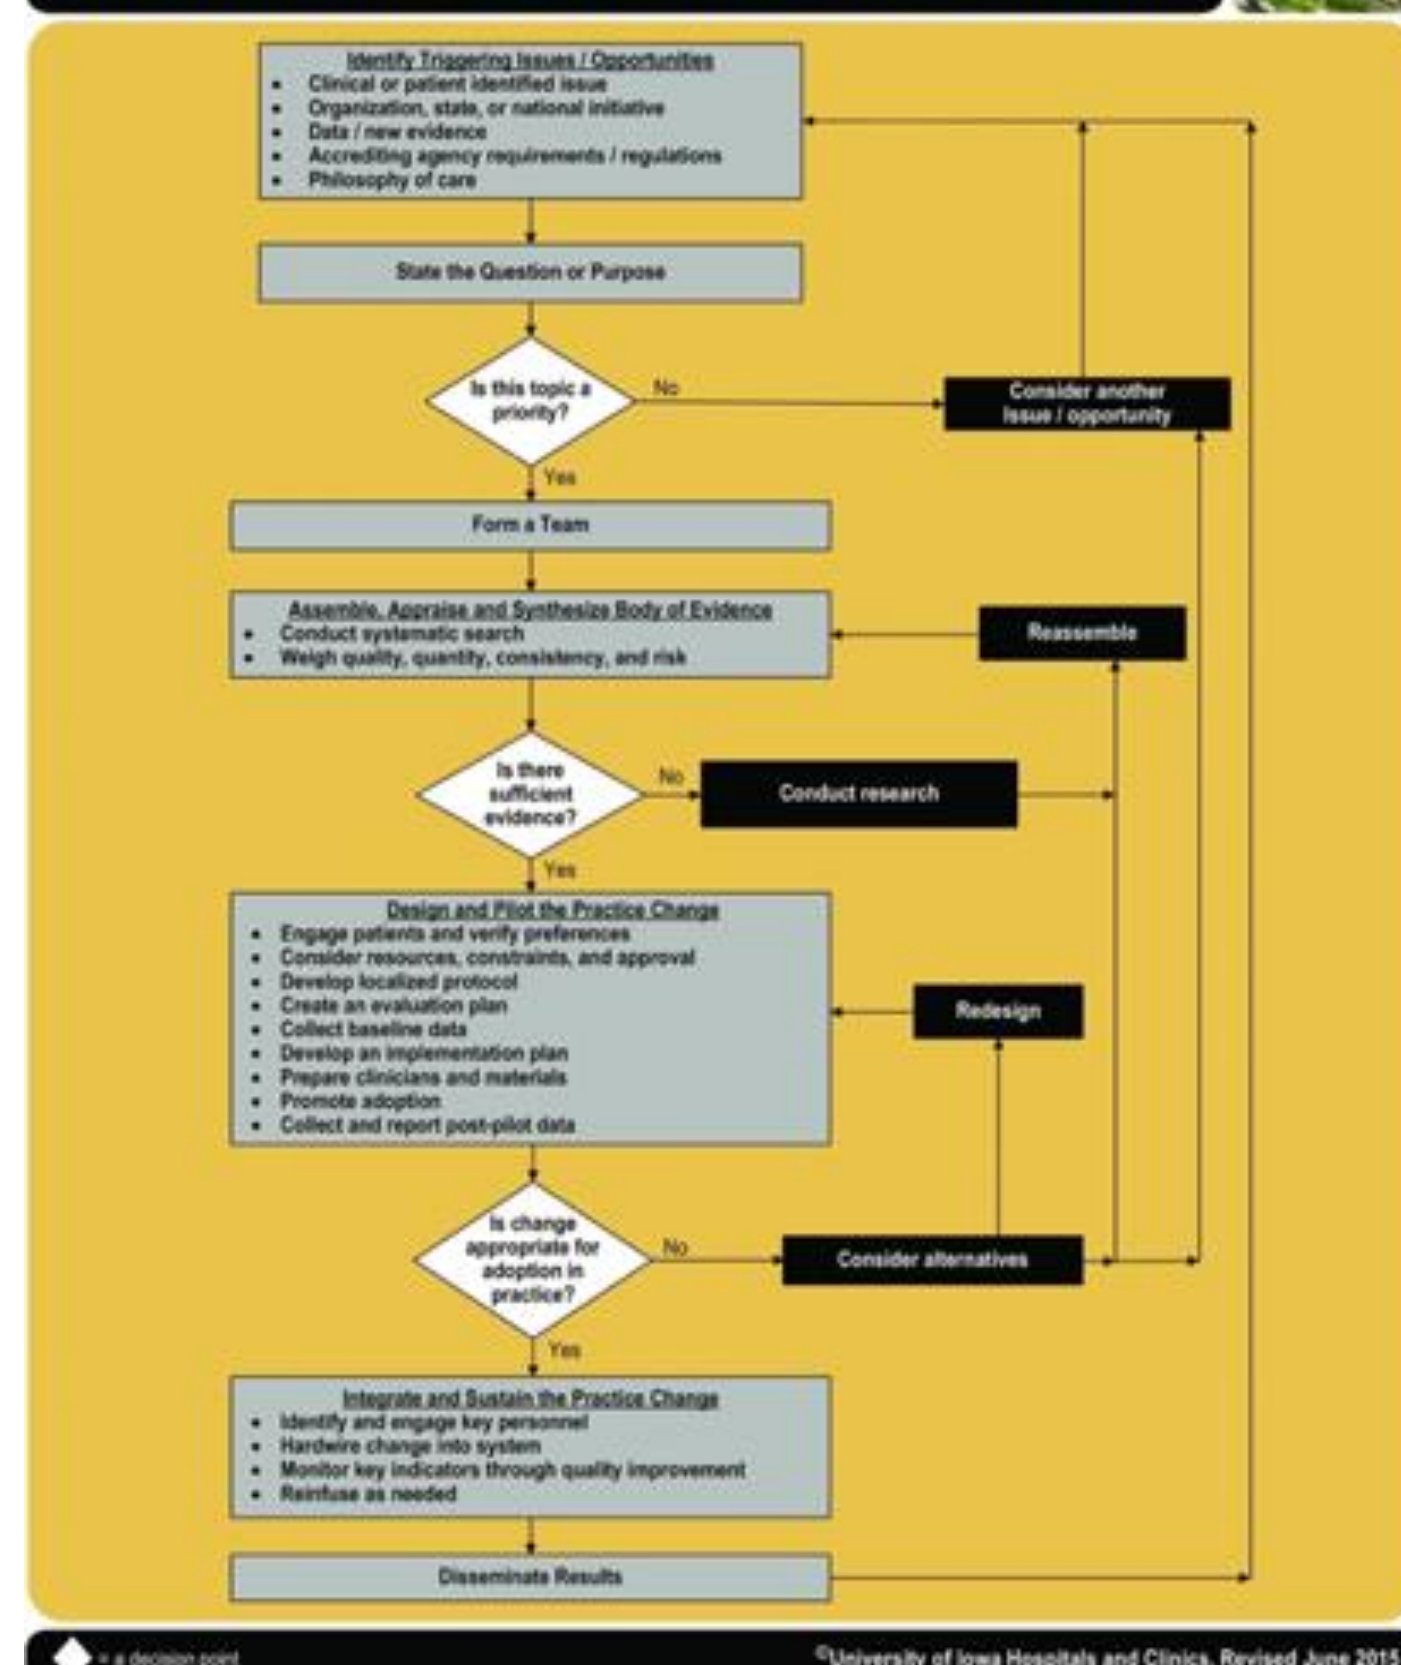 Identify Triggering Issues / Opportunities
• Clinical or patient identified issue
• Organization, state, or national initiative
• Data / new evidence
• Accrediting agency requirements / regulations
• Philosophy of care
State the Question or Purpose
Is this topic a
priority?
No
Consider another
Issue / opportunity
Yes
Form a Team
Assemble, Appraise and Synthesize Body of Evidence
• Conduct systematic search
• Weigh quality, quantity, consistency, and risk
Reassemble
Is there
sufficient
evidence?
No
Conduct research
Yes
Design and Pilot the Practice Change
• Engage patients and verify preferences
• Consider resources, constraints, and approval
• Develop localized protocol
• Create an evaluation plan
• Collect baseline data
• Develop an implementation plan
• Prepare clinicians and materials
• Promote adoption
• Collect and report post-pilot data
Redesign
Is change
appropriate for
adoption in
practice?
No
Consider alternatives
Yes
Integrate and Sustain the Practice Change
• Identify and engage key personnel
• Hardwire change into system
• Monitor key indicators through quality improvement
• Reinfuse as needed
Disseminate Results
= a decision point
©University of Iowa Hospitals and Clinics, Revised June 2015